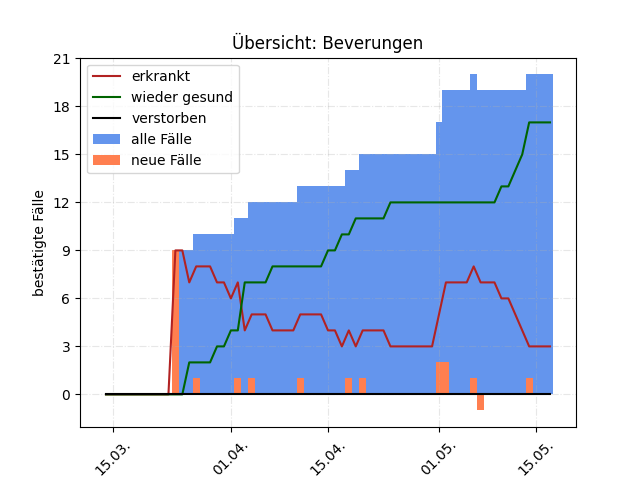 Übersicht: Beverungen
bestätigte Fälle
21
18
15
12
9
6
3
0
erkrankt
wieder gesund
verstorben
alle Fälle
neue Fälle
15.03.
01.04.
15.04.
01.05.
15.05.